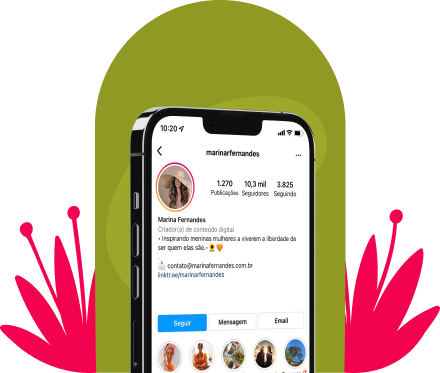 10:20
marinarfernandes
1.270 10,3 mil 3.825
Publicações Seguidores Seguindo
Marina Fernandes
Criador(a) de conteúdo digital
• Inspirando meninas mulheres a viverem a liberdade de
ser quem elas são.• 🌻🧡
.
📩 contato@marinafernandes.com.br
linktr.ee/marinarfernandes
Seguir Mensagem Email